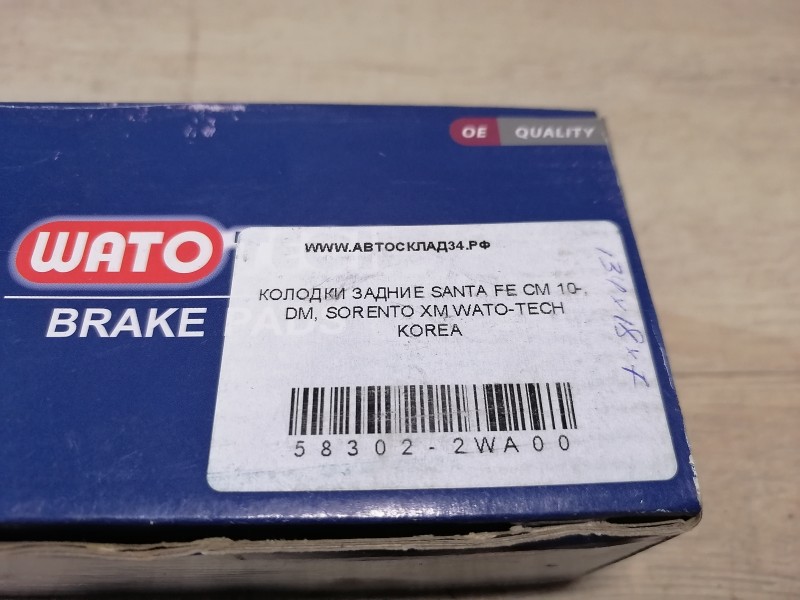 OE QUALITY
WATO
BRAKE PADS
WWW.АВТОСКЛАД34.РФ
КОЛОДКИ ЗАДНИЕ SANTA FE CM 10-,
DM, SORENTO XM WATO-TECH
KOREA
58302-2WA00